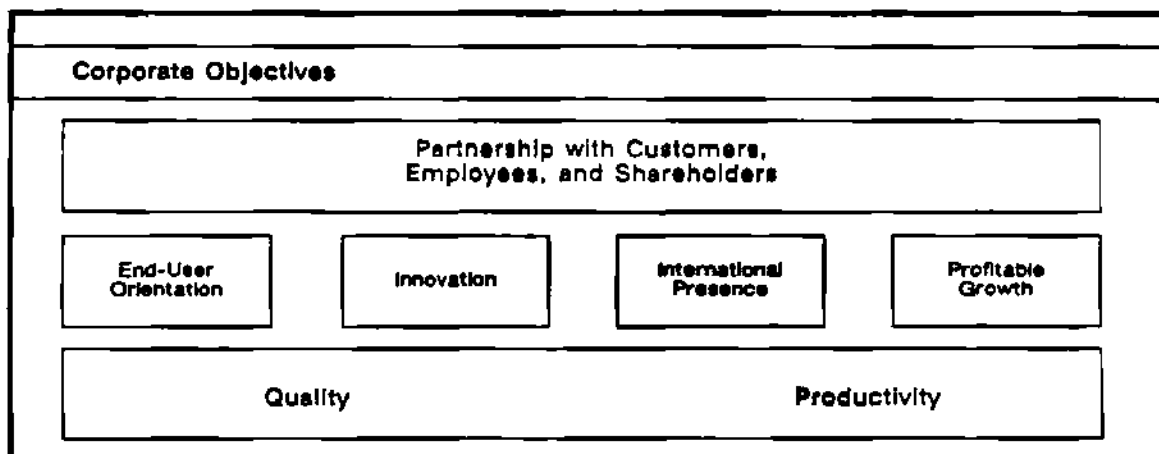 Corporate Objectives
Partnership with Customers,
Employees, and Shareholders
End-User
Orientation
Innovation
International
Presence
Profitable
Growth
Quality
Productivity